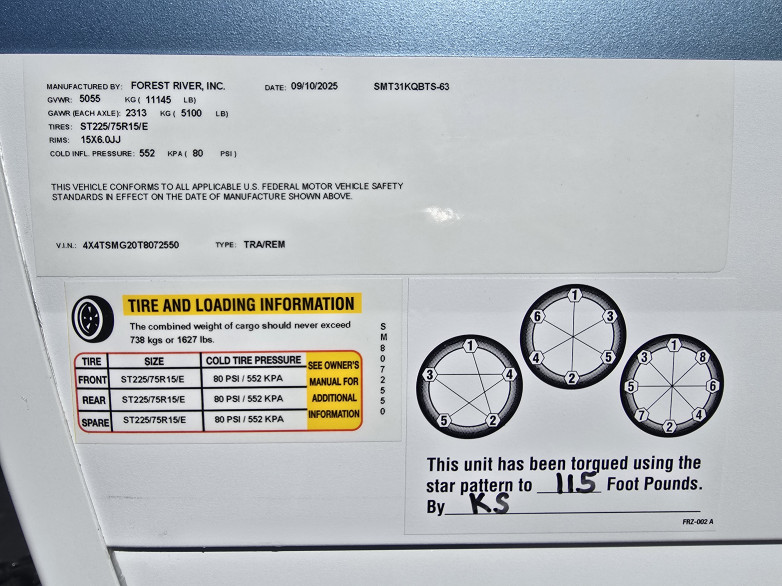 MANUFACTURED BY: FOREST RIVER, INC. DATE: 09/10/2025 SMT31KQBTS-63
GVWR: 5055 KG ( 11145 LB)
GAWR (EACH AXLE): 2313 KG ( 5100 LB)
TIRES: ST225/75R15/E
RIMS: 15X6.0JJ
COLD INFL. PRESSURE: 552 KPA ( 80 PSI )
THIS VEHICLE CONFORMS TO ALL APPLICABLE U.S. FEDERAL MOTOR VEHICLE SAFETY
STANDARDS IN EFFECT ON THE DATE OF MANUFACTURE SHOWN ABOVE.
V.I.N.: 4X4TSMG20T8072550 TYPE: TRA/REM
TIRE AND LOADING INFORMATION
The combined weight of cargo should never exceed
738 kgs or 1627 lbs.
TIRE SIZE COLD TIRE PRESSURE
FRONT ST225/75R15/E 80 PSI / 552 KPA
REAR ST225/75R15/E 80 PSI / 552 KPA
SPARE ST225/75R15/E 80 PSI / 552 KPA
SEE OWNER'S
MANUAL FOR
ADDITIONAL
INFORMATION
SM8072550
1
3 4
5 2
1
6 3
4 5
2
1
3 8
5 6
7 4
2
This unit has been torqued using the
star pattern to 115 Foot Pounds.
By KS
FRZ-002 A